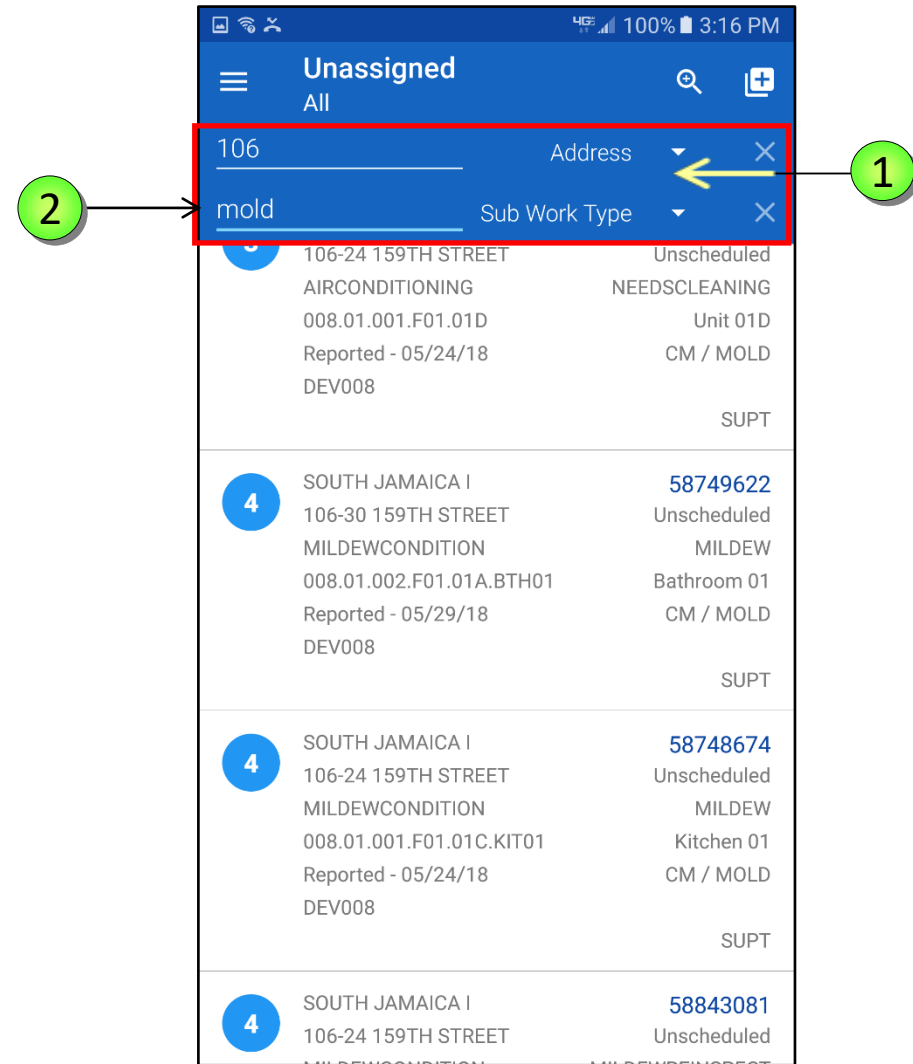 4G 100% 3:16 PM
Unassigned
All
106 Address
1
2
mold Sub Work Type
106-24 159TH STREET Unscheduled
AIRCONDITIONING NEEDSCLEANING
008.01.001.F01.01D Unit 01D
Reported - 05/24/18 CM / MOLD
DEV008
SUPT
SOUTH JAMAICA I 58749622
4
106-30 159TH STREET Unscheduled
MILDEWCONDITION MILDEW
008.01.002.F01.01A.BTH01 Bathroom 01
Reported - 05/29/18 CM / MOLD
DEV008
SUPT
SOUTH JAMAICA I 58748674
4
106-24 159TH STREET Unscheduled
MILDEWCONDITION MILDEW
008.01.001.F01.01C.KIT01 Kitchen 01
Reported - 05/24/18 CM / MOLD
DEV008
SUPT
SOUTH JAMAICA I 58843081
4
106-24 159TH STREET Unscheduled